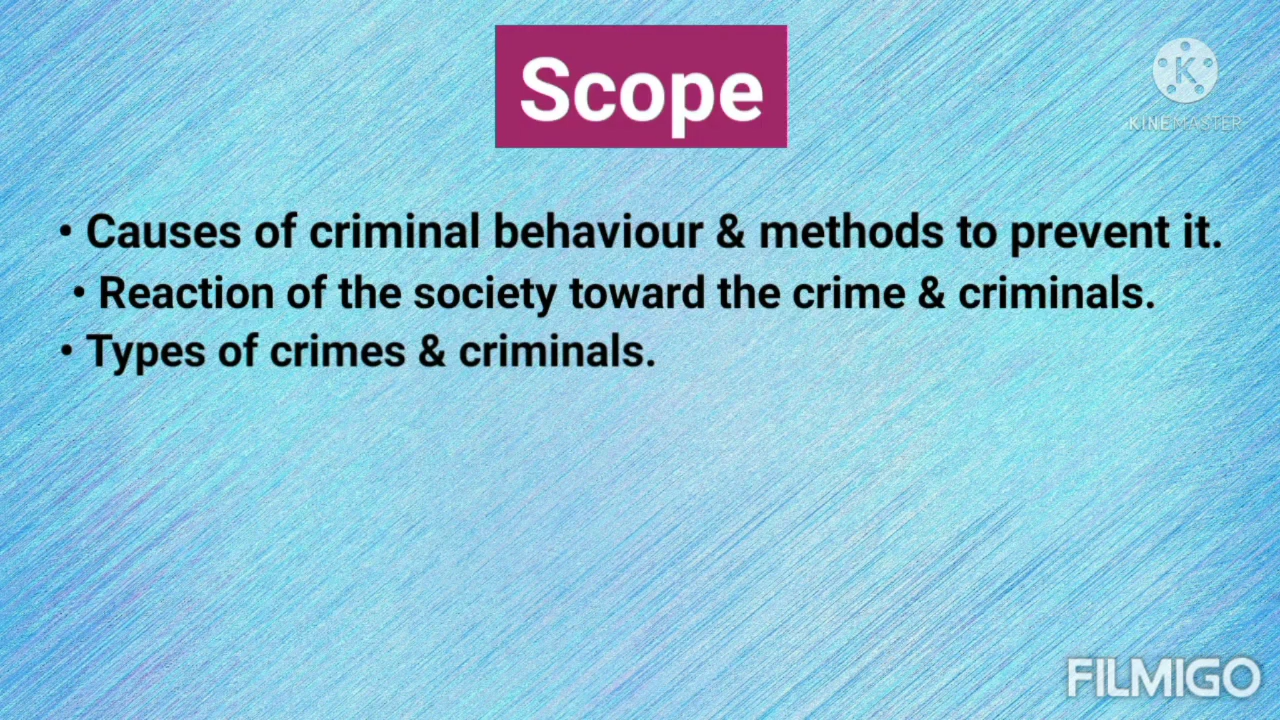 Scope
K
KINEMASTER
• Causes of criminal behaviour & methods to prevent it.
• Reaction of the society toward the crime & criminals.
• Types of crimes & criminals.
FILMIGO